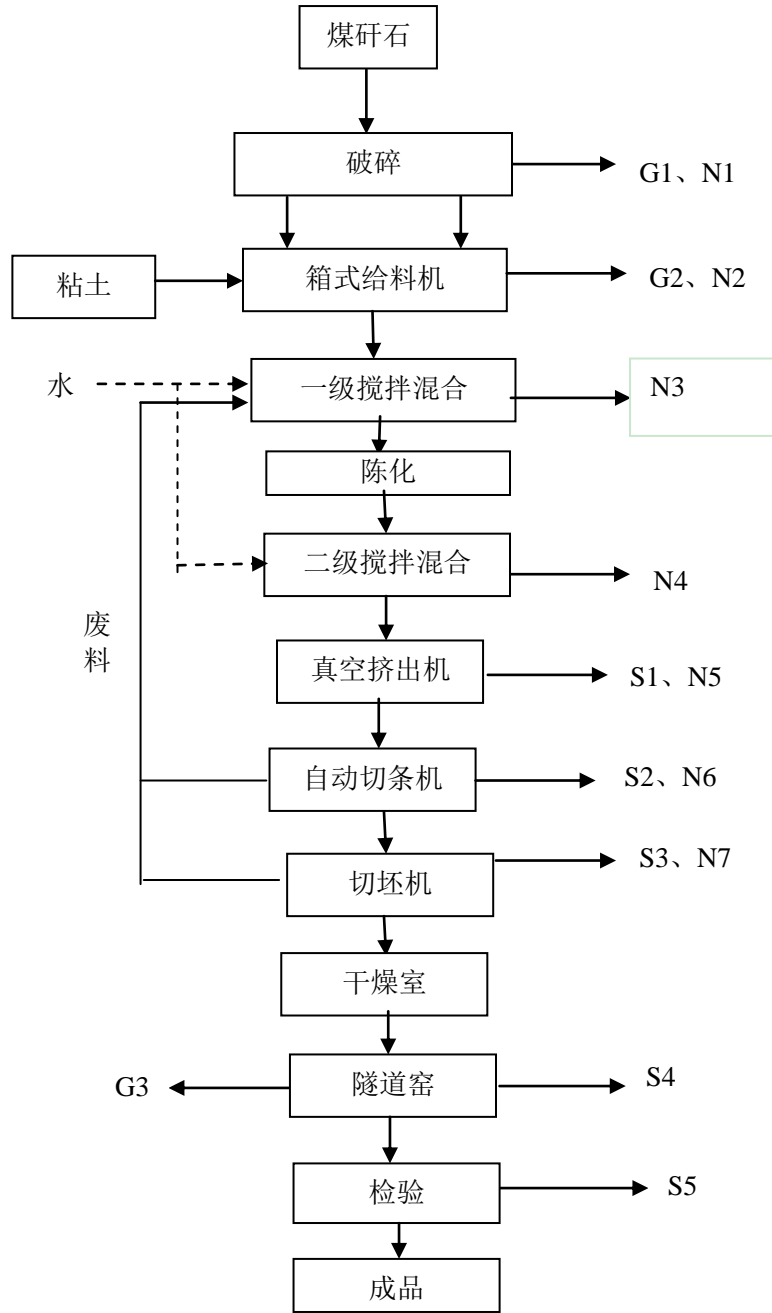 煤矸石
破碎
G1、N1
粘土
箱式给料机
G2、N2
水
一级搅拌混合
N3
陈化
二级搅拌混合
N4
废
料
真空挤出机
S1、N5
自动切条机
S2、N6
切坯机
S3、N7
干燥室
G3
隧道窑
S4
检验
S5
成品